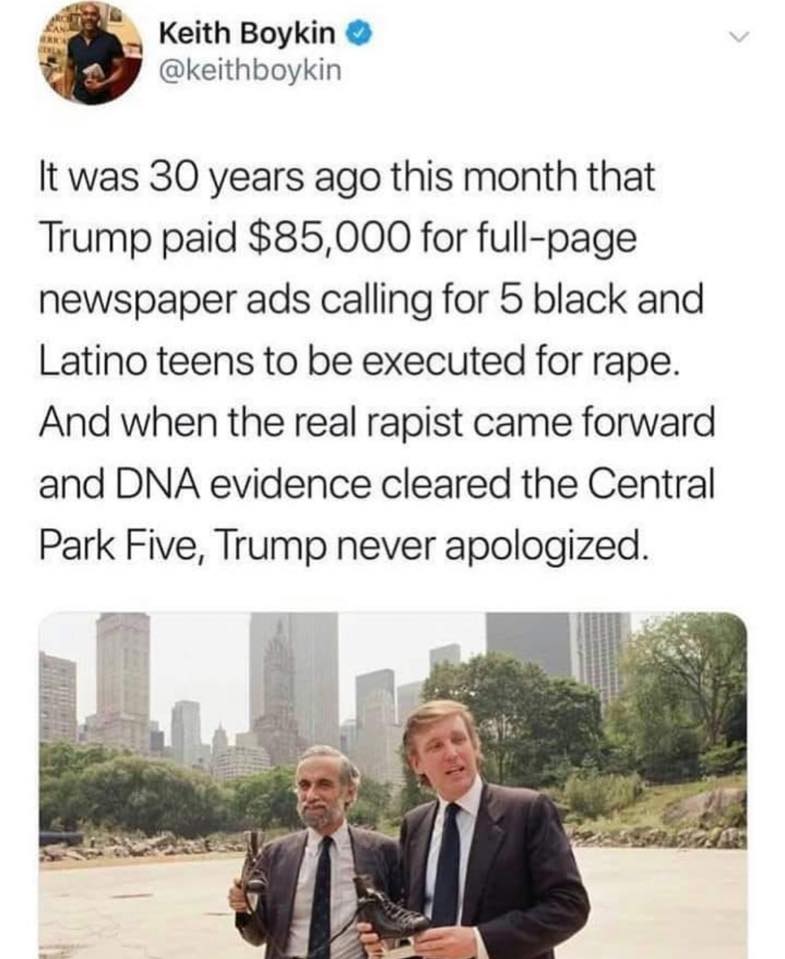 Keith Boykin
@keithboykin
It was 30 years ago this month that
Trump paid $85,000 for full-page
newspaper ads calling for 5 black and
Latino teens to be executed for rape.
And when the real rapist came forward
and DNA evidence cleared the Central
Park Five, Trump never apologized.